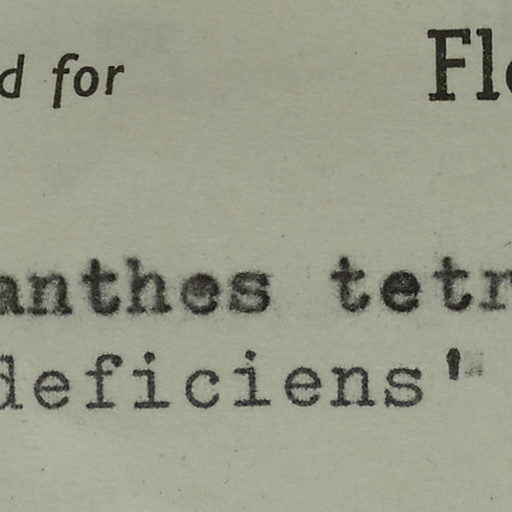 d for Fl
anthes tetr
deficiens'